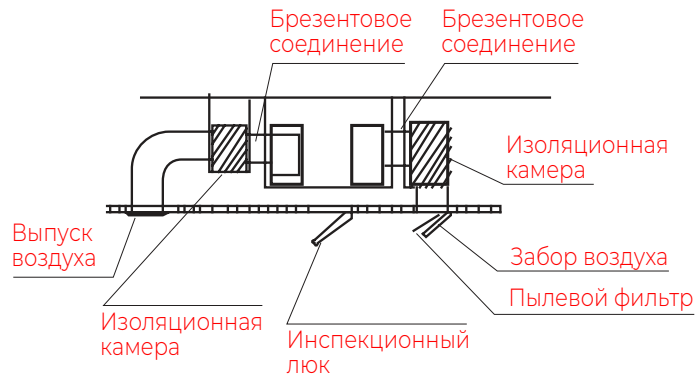 Брезентовое
соединение
Брезентовое
соединение
Изоляционная
камера
Выпуск
воздуха
Забор воздуха
Пылевой фильтр
Изоляционная
камера
Инспекционный
люк